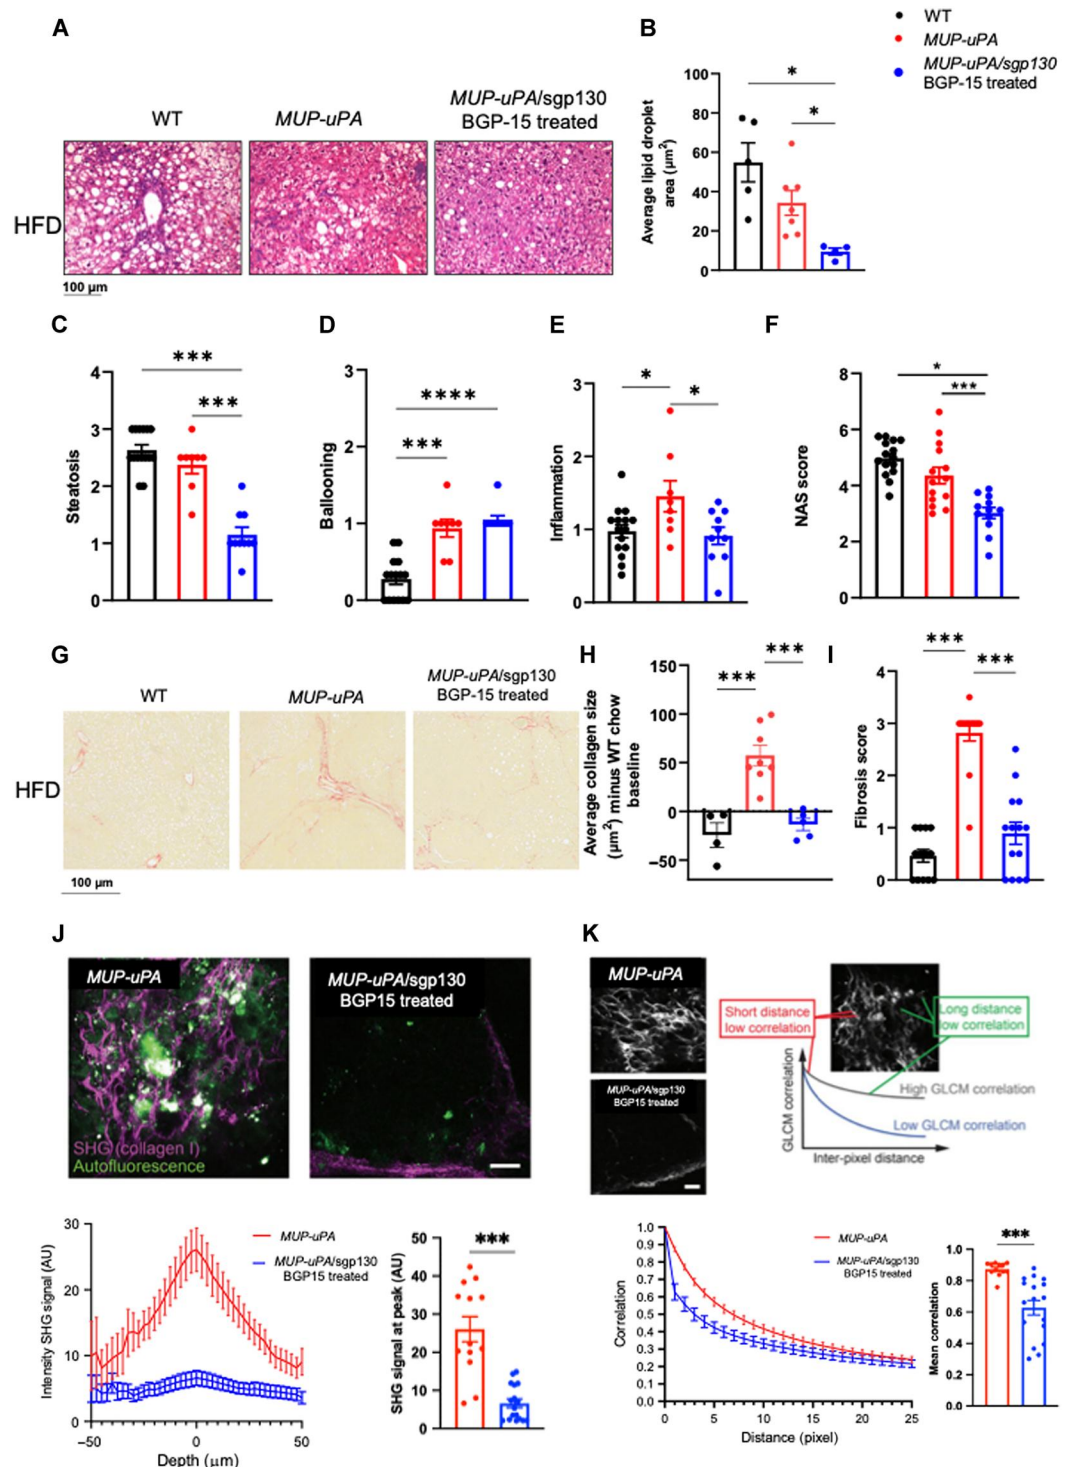 A
B
WT
MUP-uPA
MUP-uPA/sgp130
BGP-15 treated
WT
MUP-uPA
MUP-uPA/sgp130
BGP-15 treated
HFD
100 µm
Average lipid droplet
area (µm²)
100
80
60
40
20
0
*
*
C
D
E
F
Steatosis
4
3
2
1
0
***
***
Ballooning
3
2
1
0
****
***
Inflammation
3
2
1
0
*
*
NAS score
8
6
4
2
0
*
***
G
H
I
WT
MUP-uPA
MUP-uPA/sgp130
BGP-15 treated
HFD
100 µm
Average collagen size
(µm²) minus WT chow
baseline
150
100
50
0
−50
***
***
Fibrosis score
4
3
2
1
0
***
***
J
K
MUP-uPA
SHG (collagen I)
Autofluorescence
MUP-uPA/sgp130
BGP15 treated
MUP-uPA
MUP-uPA/sgp130
BGP15 treated
Short distance
low correlation
Long distance
low correlation
GLCM correlation
High GLCM correlation
Low GLCM correlation
Inter-pixel distance
Intensity SHG signal (AU)
30
20
10
0
−50
0
50
Depth (µm)
MUP-uPA
MUP-uPA/sgp130
BGP15 treated
SHG siignal at peak (AU)
50
40
30
20
10
0
***
Correlation
1.0
0.9
0.8
0.7
0.6
0.5
0.4
0.3
0.2
0.1
0.0
0
5
10
15
20
25
Distance (pixel)
MUP-uPA
MUP-uPA/sgp130
BGP15 treated
Mean correlation
1.0
0.8
0.6
0.4
0.2
0.0
***